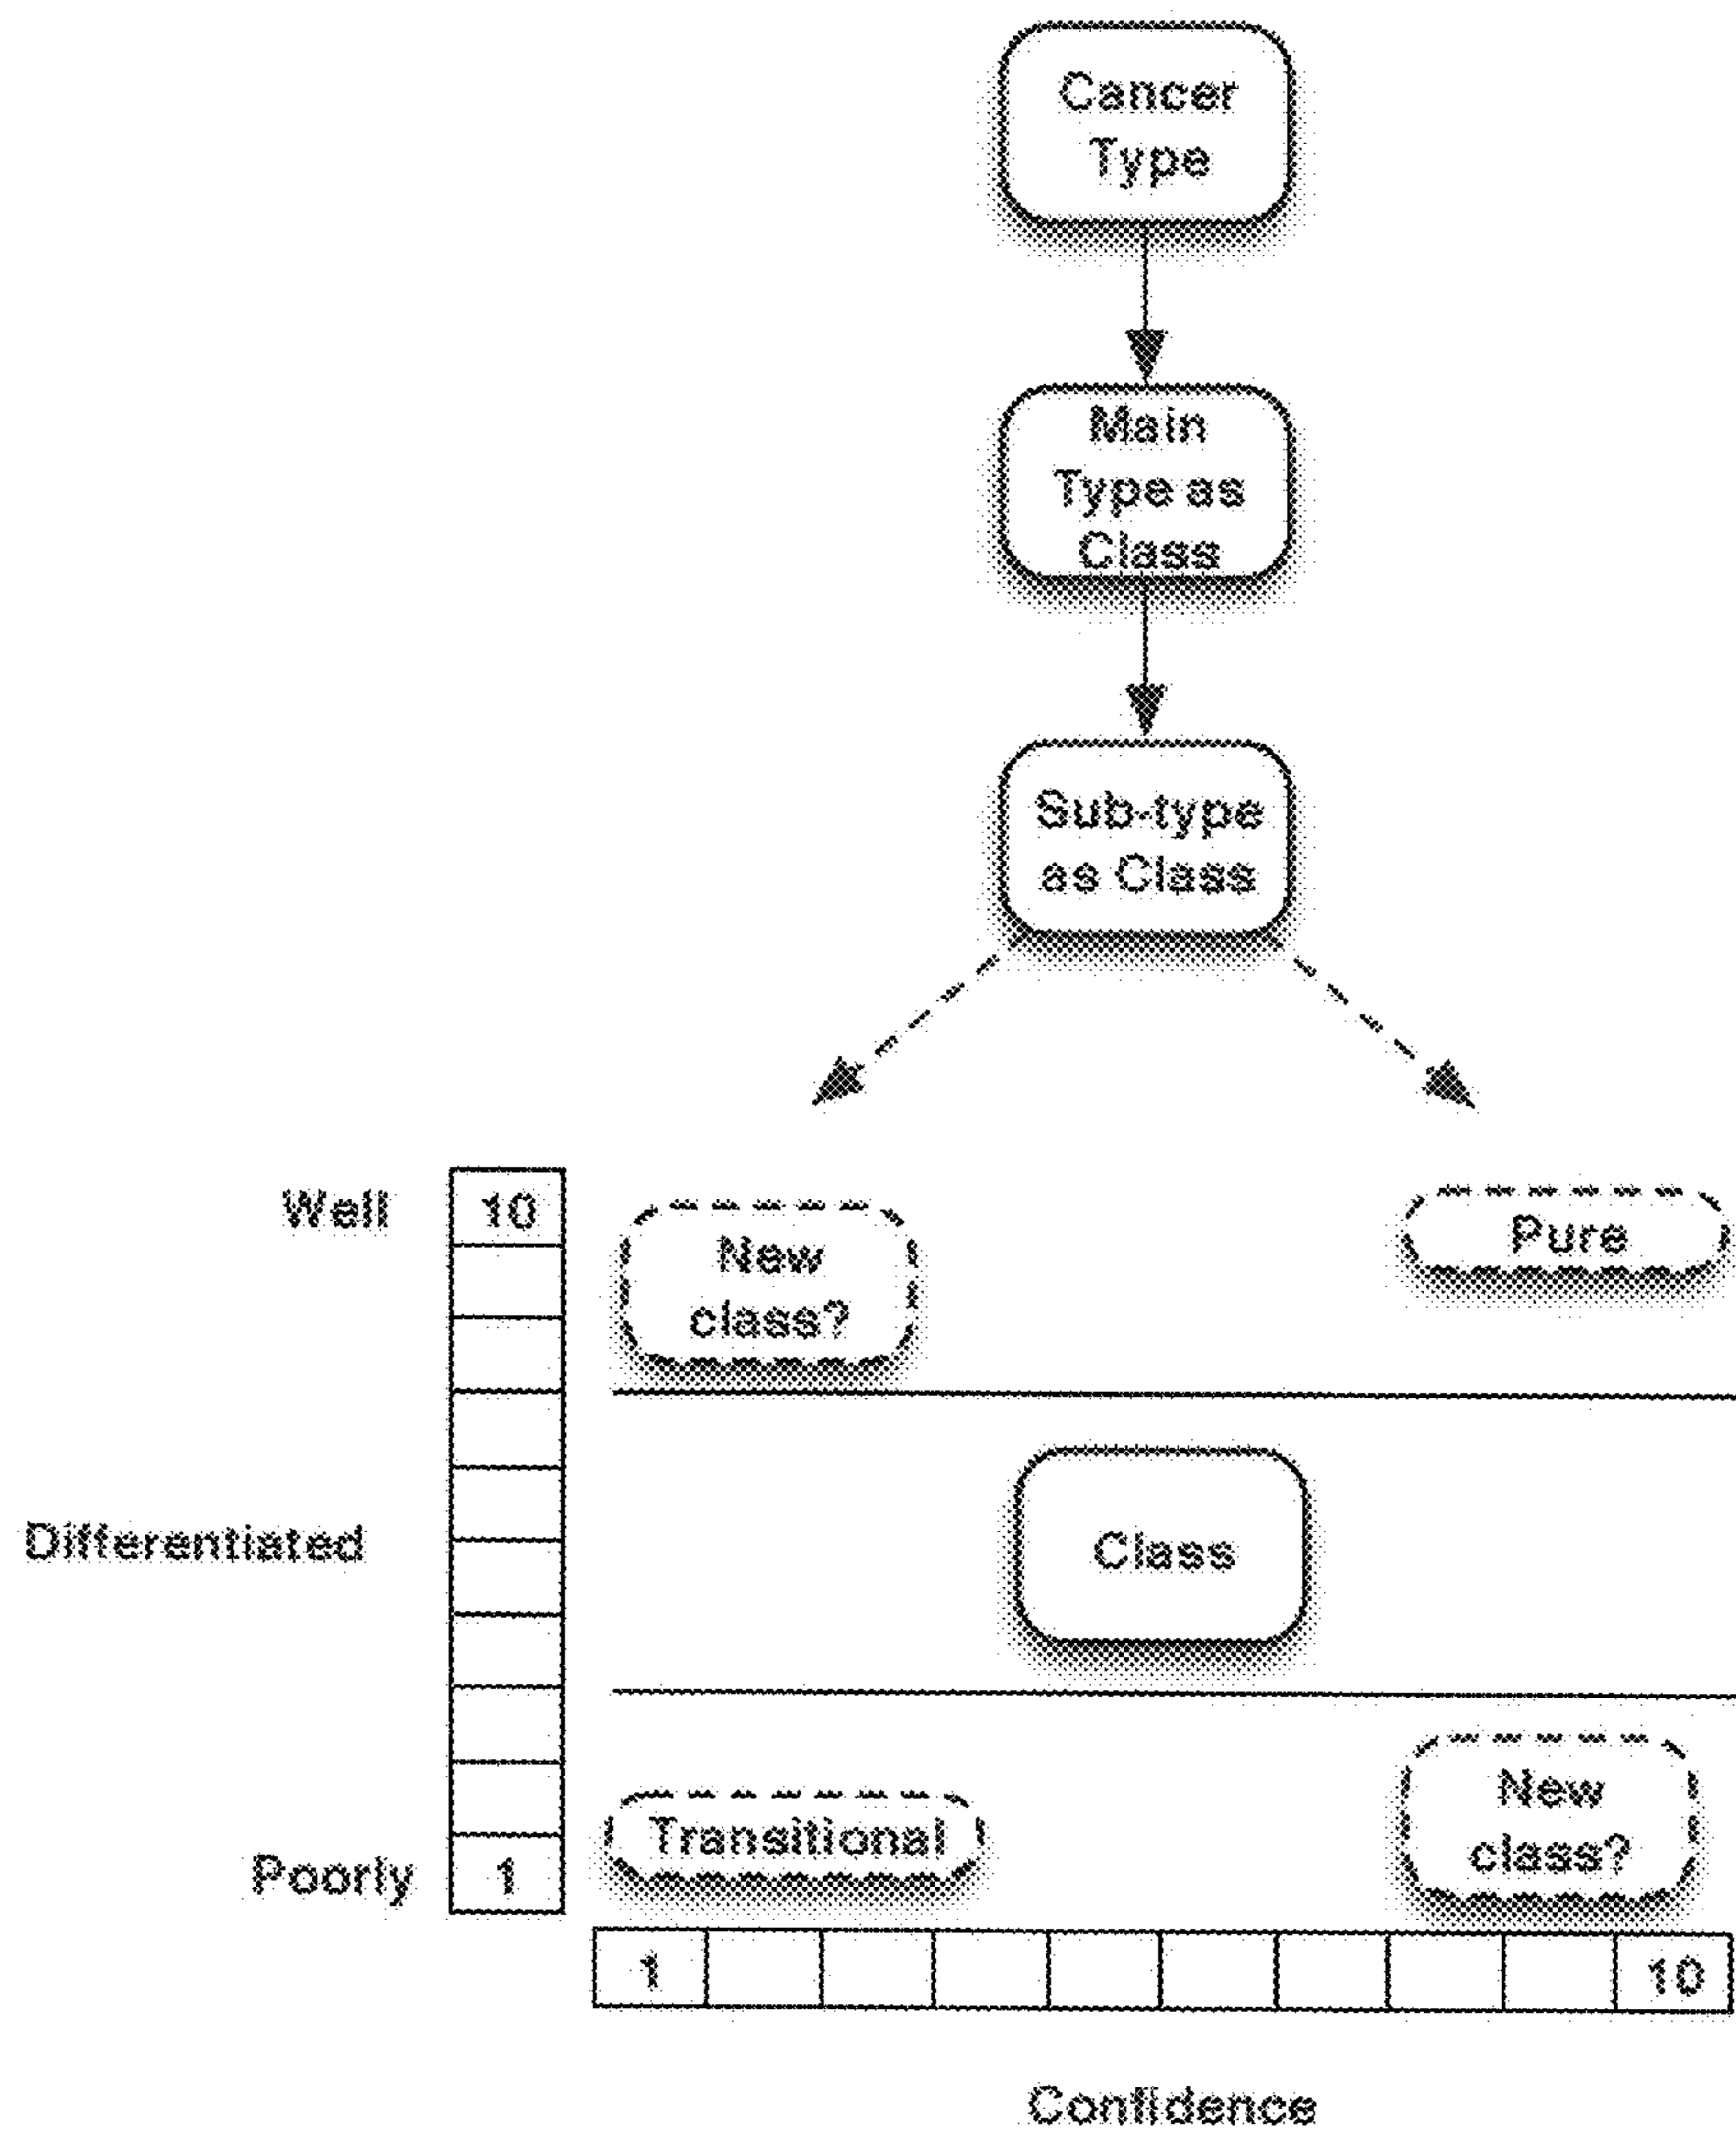 Cancer
Type
Main
Type as
Class
Sub-type
as Class
Well
10
New
class?
Pure
Differentiated
Class
Transitional
New
class?
Poorly
1
1
10
Confidence